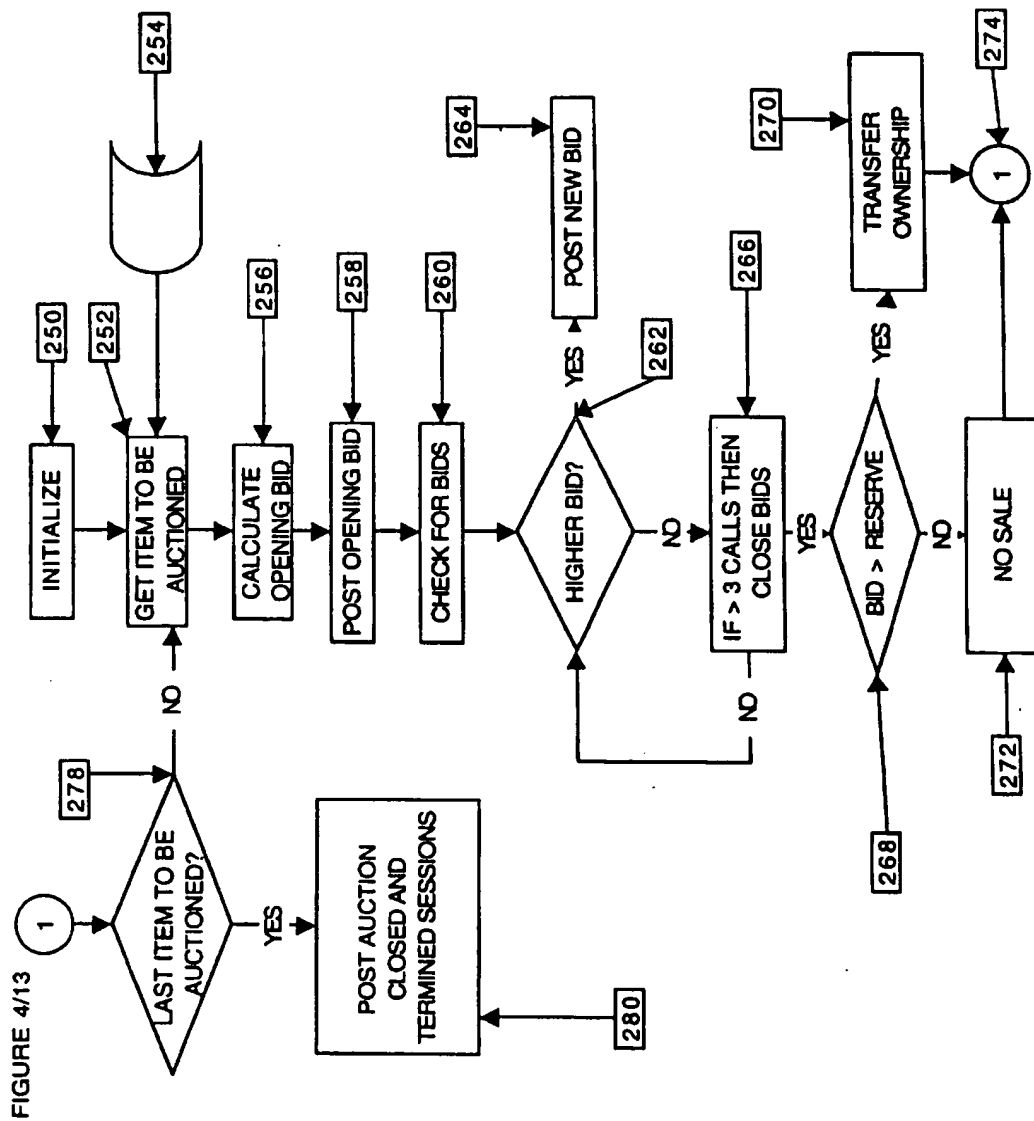 FIGURE 4/13
1
278
LAST ITEM TO BE
AUCTIONED?
NO
YES
POST AUCTION
CLOSED AND
TERMINED SESSIONS
280
250
INITIALIZE
252
254
GET ITEM TO BE
AUCTIONED
256
CALCULATE
OPENING BID
258
POST OPENING BID
260
CHECK FOR BIDS
HIGHER BID?
262
YES
264
POST NEW BID
NO
266
IF > 3 CALLS THEN
CLOSE BIDS
NO
YES
268
BID > RESERVE
YES
270
TRANSFER
OWNERSHIP
NO
272
NO SALE
1
274